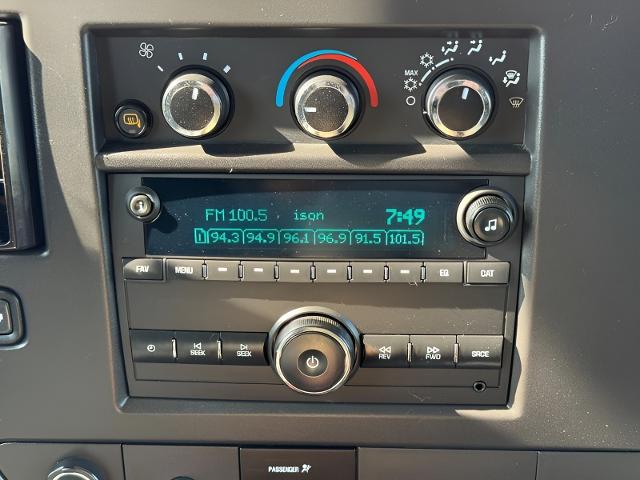 MAX
FM 100.5 ison 7:49
1 94.3 94.9 96.1 96.9 91.5 101.5
FAV MENU EQ CAT
SEEK SEEK REV FWD SRCE
PASSENGER